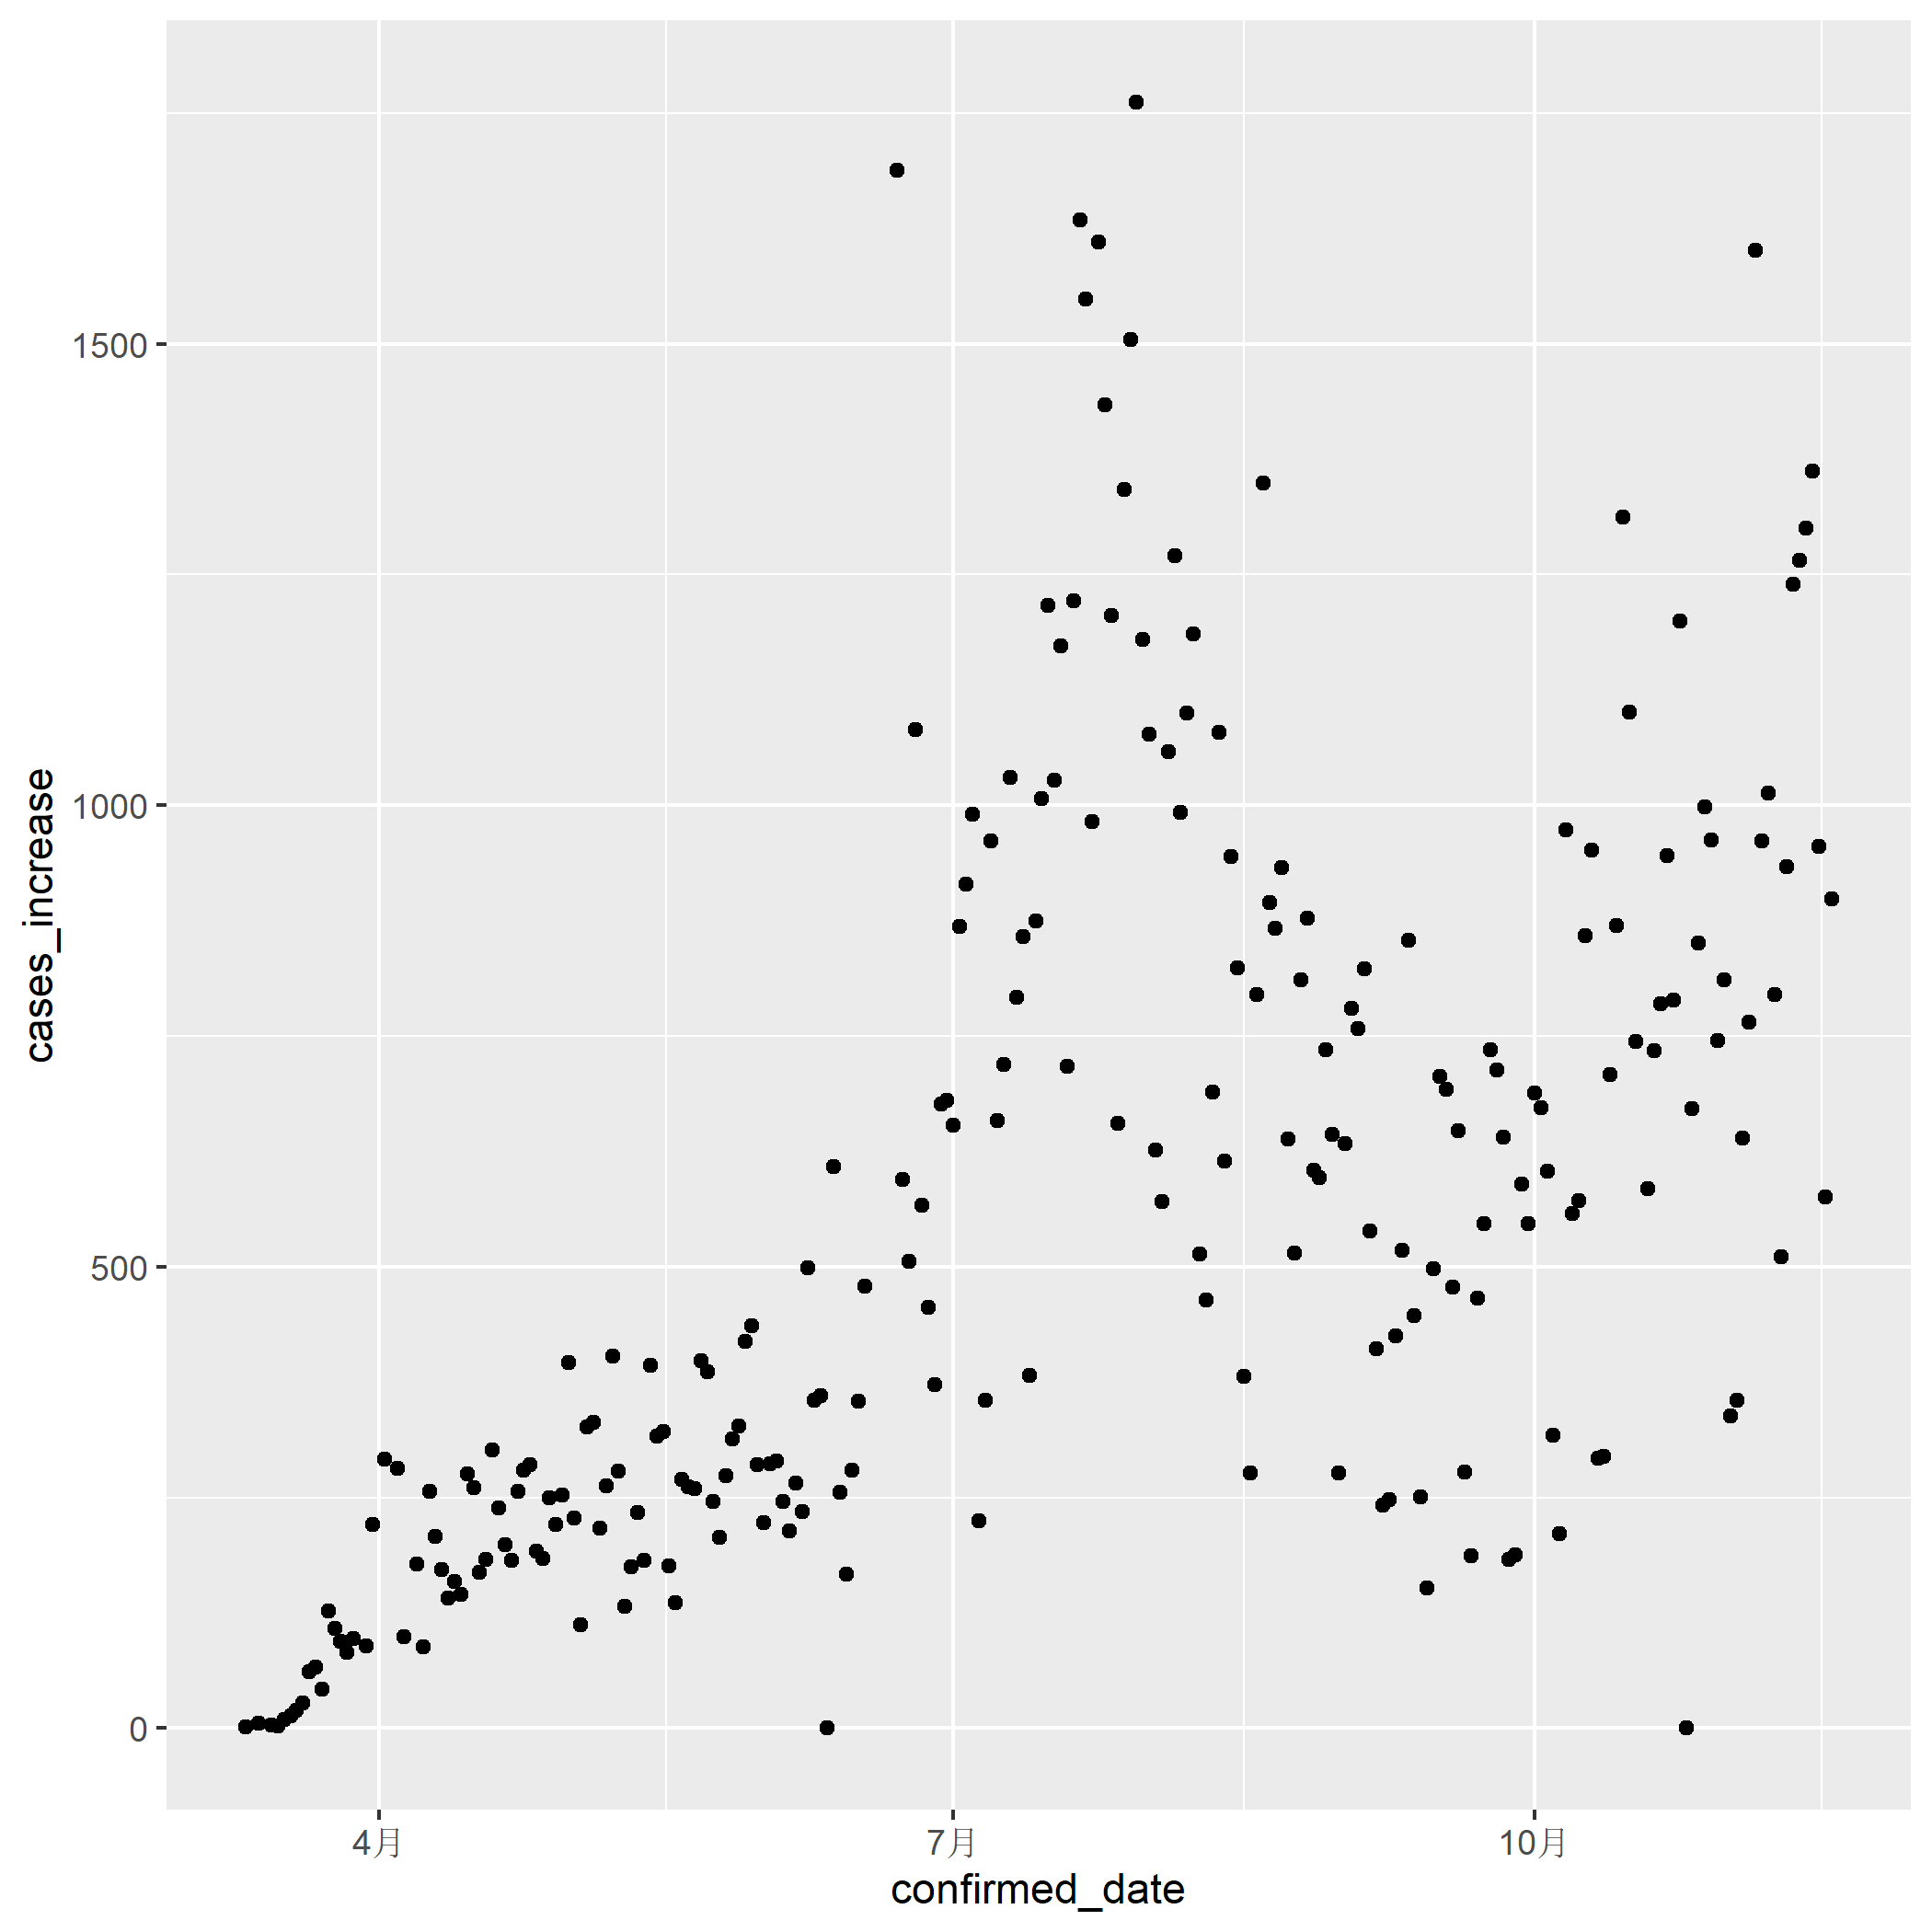 cases_increase
1500
1000
500
0
4月
7月
10月
confirmed_date